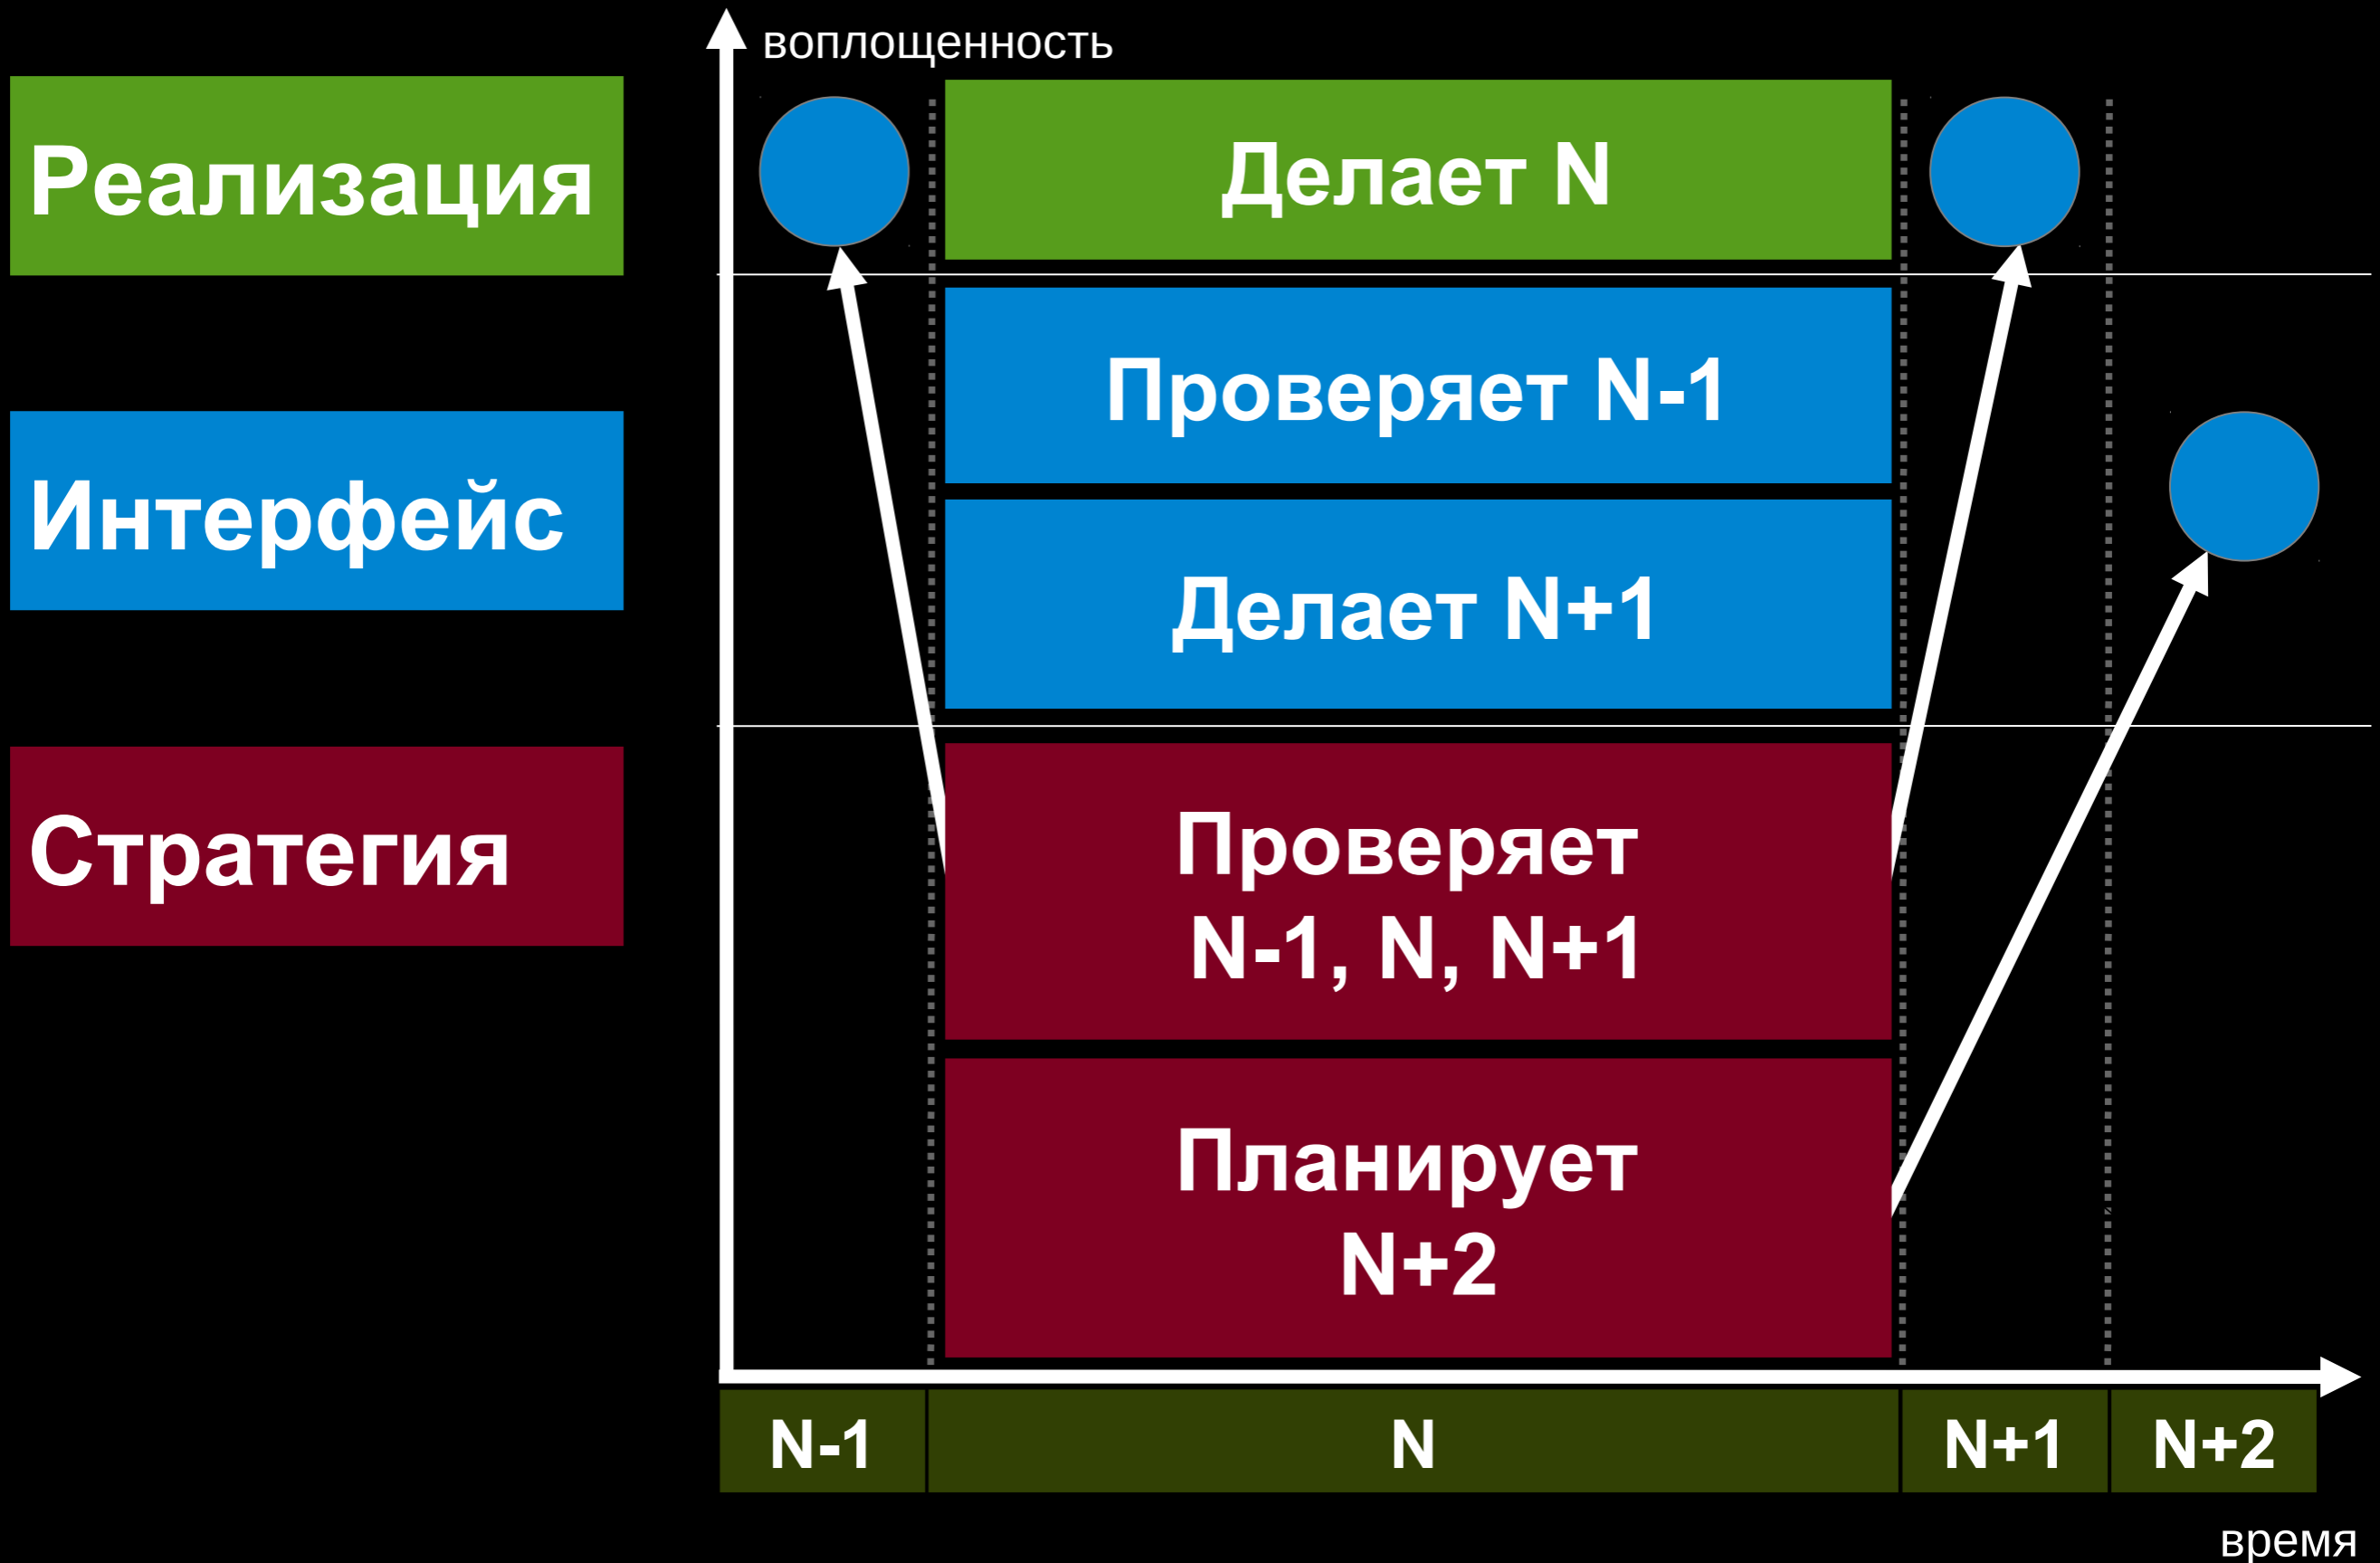 воплощенность
Реализация
Интерфейс
Стратегия
Делает N
Проверяет N-1
Делает N+1
Проверяет
N-1, N, N+1
Планирует
N+2
N-1
N
N+1
N+2
время